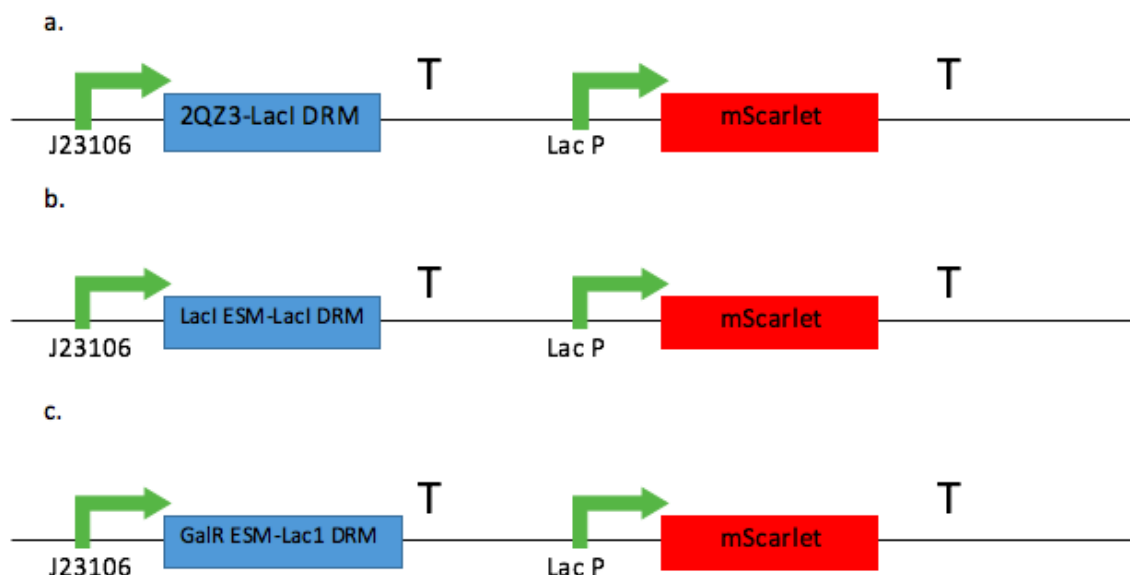 a.
T T
2QZ3-LacI DRM mScarlet
J23106 Lac P
b.
T T
LacI ESM-LacI DRM mScarlet
J23106 Lac P
c.
T T
GalR ESM-Lac1 DRM mScarlet
J23106 Lac P